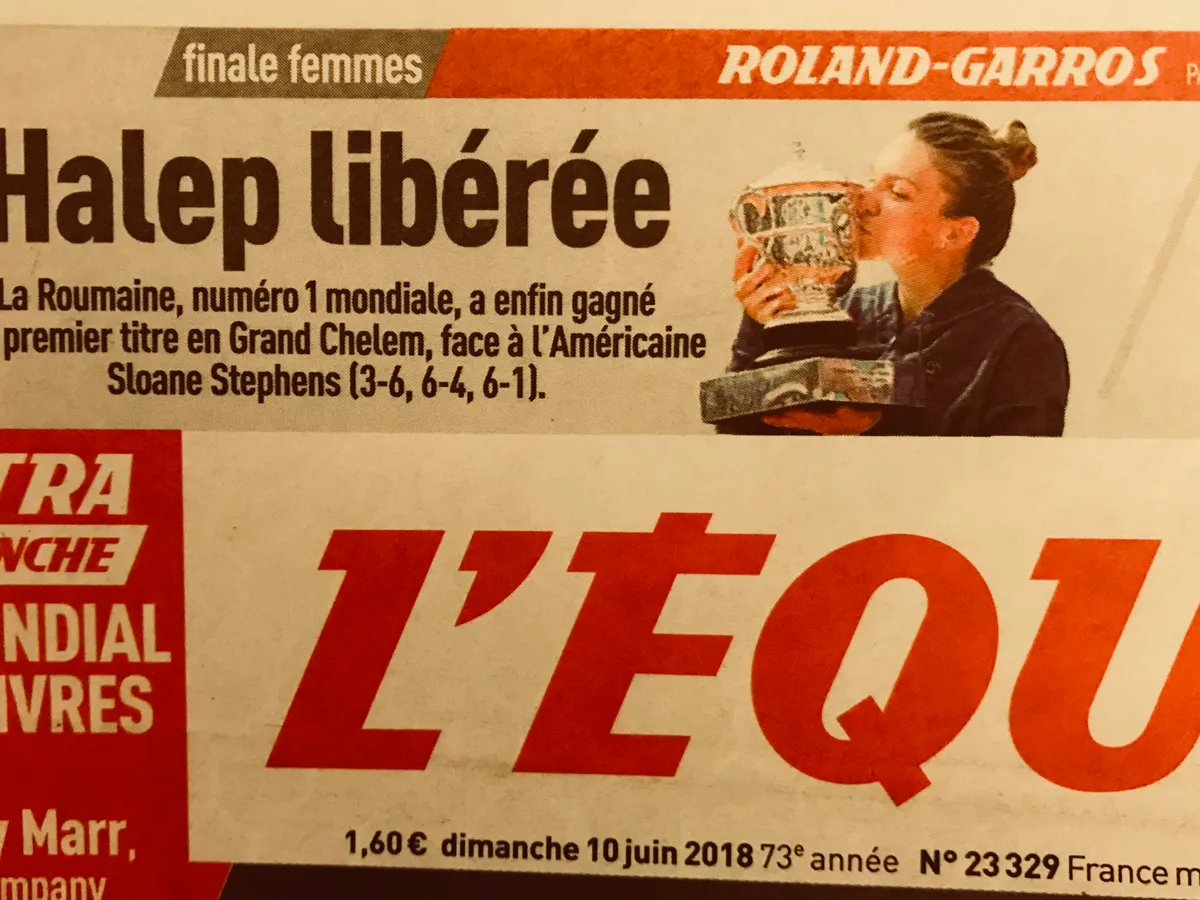 finale femmes
ROLAND-GARROS
Halep libérée
La Roumaine, numéro 1 mondiale, a enfin gagné
premier titre en Grand Chelem, face à l'Américaine
Sloane Stephens (3-6, 6-4, 6-1).
TRA
NCHE
NDIAL
IVRES
Marr,
mpany
L'ÉQU
1,60 € dimanche 10 juin 2018 73e année N° 23 329 France m